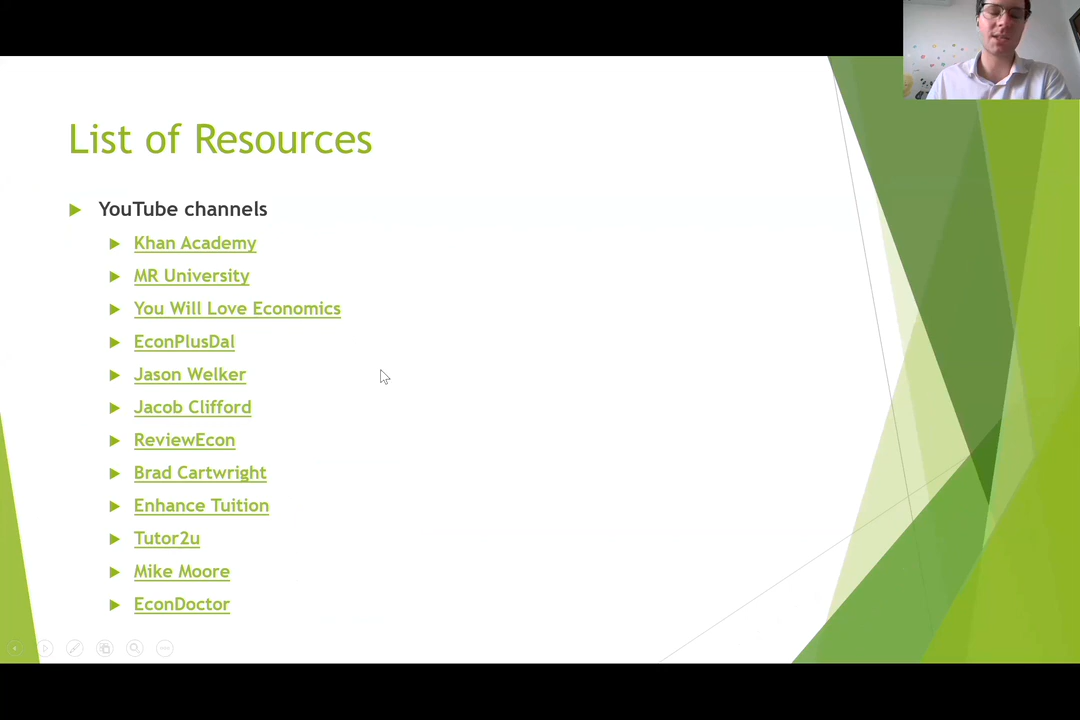 List of Resources
YouTube channels
Khan Academy
MR University
You Will Love Economics
EconPlusDal
Jason Welker
Jacob Clifford
ReviewEcon
Brad Cartwright
Enhance Tuition
Tutor2u
Mike Moore
EconDoctor